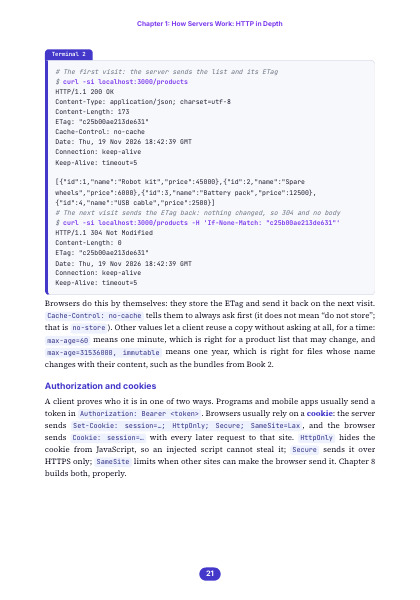 Chapter 1: How Servers Work: HTTP in Depth
Terminal 2
# The first visit: the server sends the list and its ETag
$ curl -si localhost:3000/products
HTTP/1.1 200 OK
Content-Type: application/json; charset=utf-8
Content-Length: 173
ETag: "c25b00ae213de631"
Cache-Control: no-cache
Date: Thu, 19 Nov 2026 18:42:39 GMT
Connection: keep-alive
Keep-Alive: timeout=5
[{"id":1,"name":"Robot kit","price":45000},{"id":2,"name":"Spare
wheels","price":6000},{"id":3,"name":"Battery pack","price":12500},
{"id":4,"name":"USB cable","price":2500}]
# The next visit sends the ETag back: nothing changed, so 304 and no body
$ curl -si localhost:3000/products -H 'If-None-Match: "c25b00ae213de631"'
HTTP/1.1 304 Not Modified
Content-Length: 0
ETag: "c25b00ae213de631"
Date: Thu, 19 Nov 2026 18:42:39 GMT
Connection: keep-alive
Keep-Alive: timeout=5
Browsers do this by themselves: they store the ETag and send it back on the next visit.
Cache-Control: no-cache tells them to always ask first (it does not mean “do not store”;
that is no-store). Other values let a client reuse a copy without asking at all, for a time:
max-age=60 means one minute, which is right for a product list that may change, and
max-age=31536000, immutable means one year, which is right for files whose name
changes with their content, such as the bundles from Book 2.
Authorization and cookies
A client proves who it is in one of two ways. Programs and mobile apps usually send a
token in Authorization: Bearer <token>. Browsers usually rely on a cookie: the server
sends Set-Cookie: session=…; HttpOnly; Secure; SameSite=Lax, and the browser
sends Cookie: session=… with every later request to that site. HttpOnly hides the
cookie from JavaScript, so an injected script cannot steal it; Secure sends it over
HTTPS only; SameSite limits when other sites can make the browser send it. Chapter 8
builds both, properly.
21